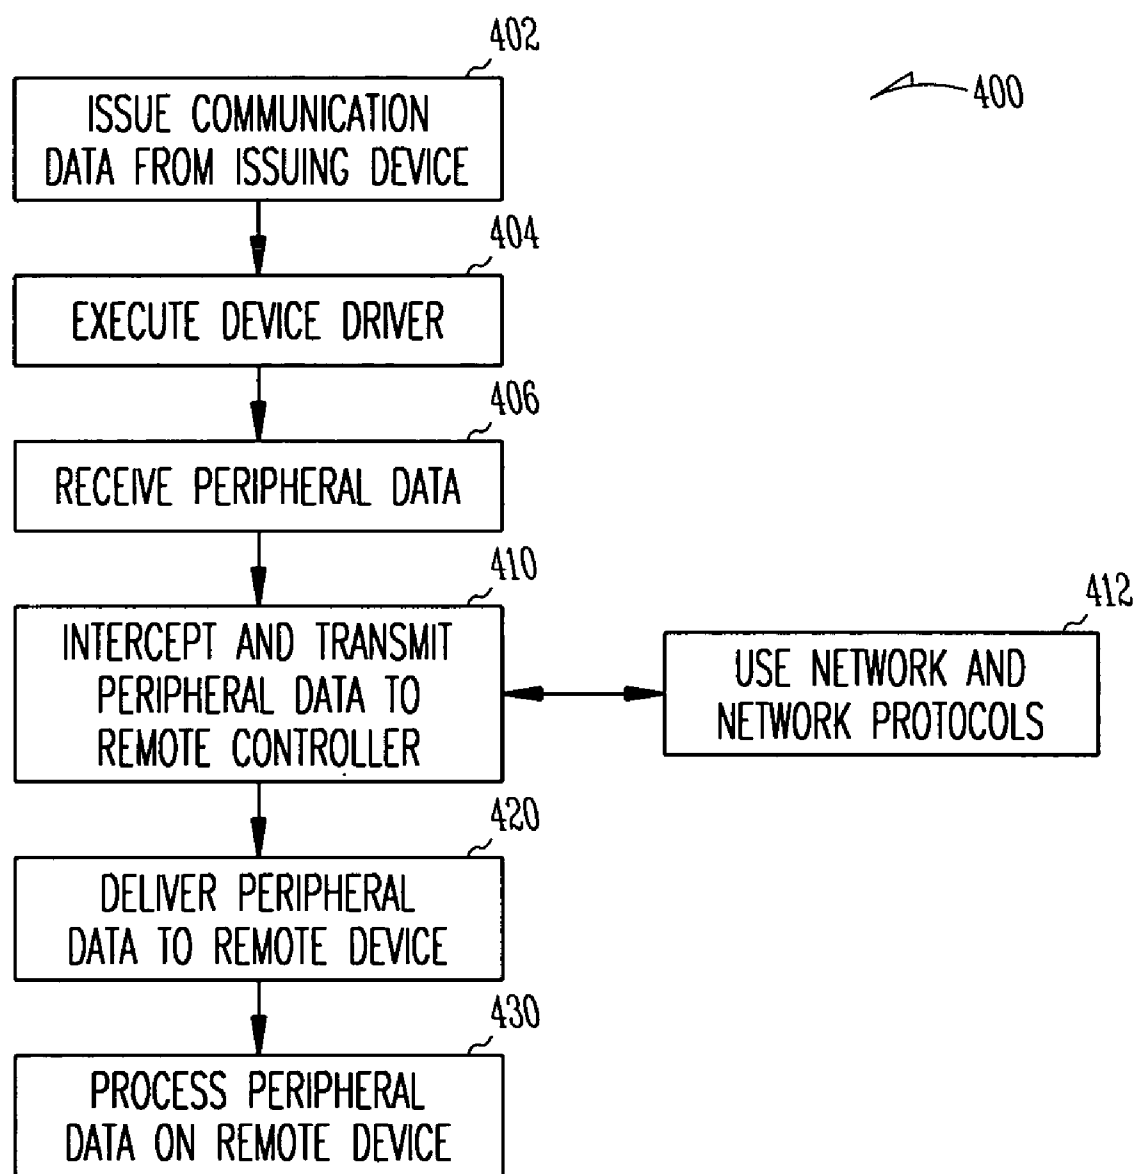 402
400
ISSUE COMMUNICATION
DATA FROM ISSUING DEVICE
404
EXECUTE DEVICE DRIVER
406
RECEIVE PERIPHERAL DATA
410
INTERCEPT AND TRANSMIT
PERIPHERAL DATA TO
REMOTE CONTROLLER
412
USE NETWORK AND
NETWORK PROTOCOLS
420
DELIVER PERIPHERAL
DATA TO REMOTE DEVICE
430
PROCESS PERIPHERAL
DATA ON REMOTE DEVICE